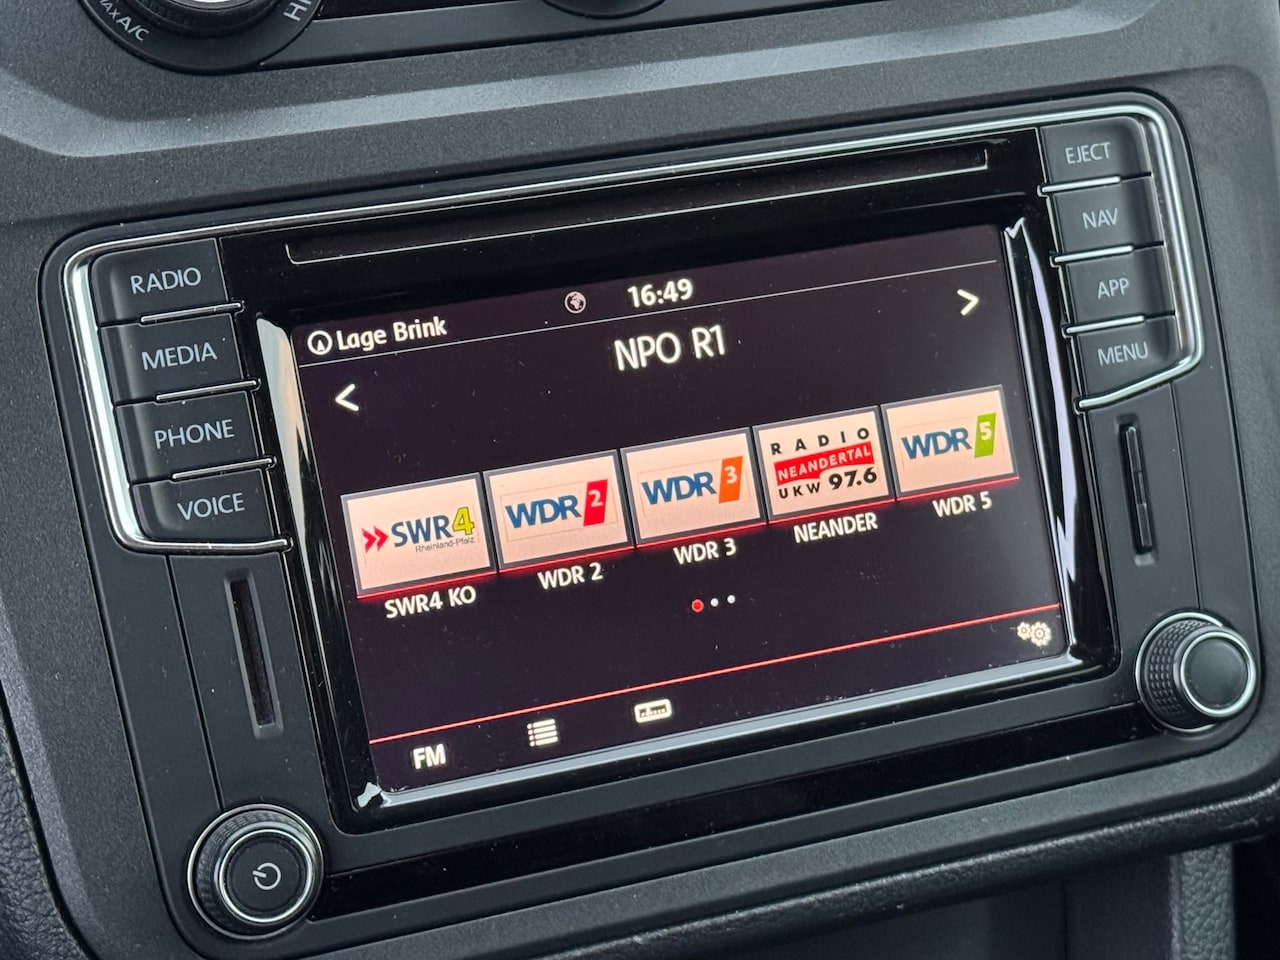 MAX A/C
HI
EJECT
NAV
APP
MENU
RADIO
MEDIA
PHONE
VOICE
Lage Brink
16:49
NPO R1
<
>
SWR4
Rheinland-Pfalz
SWR4 KO
WDR 2
WDR 2
WDR 3
WDR 3
RADIO
NEANDERTAL
UKW 97.6
NEANDER
WDR 5
WDR 5
FM